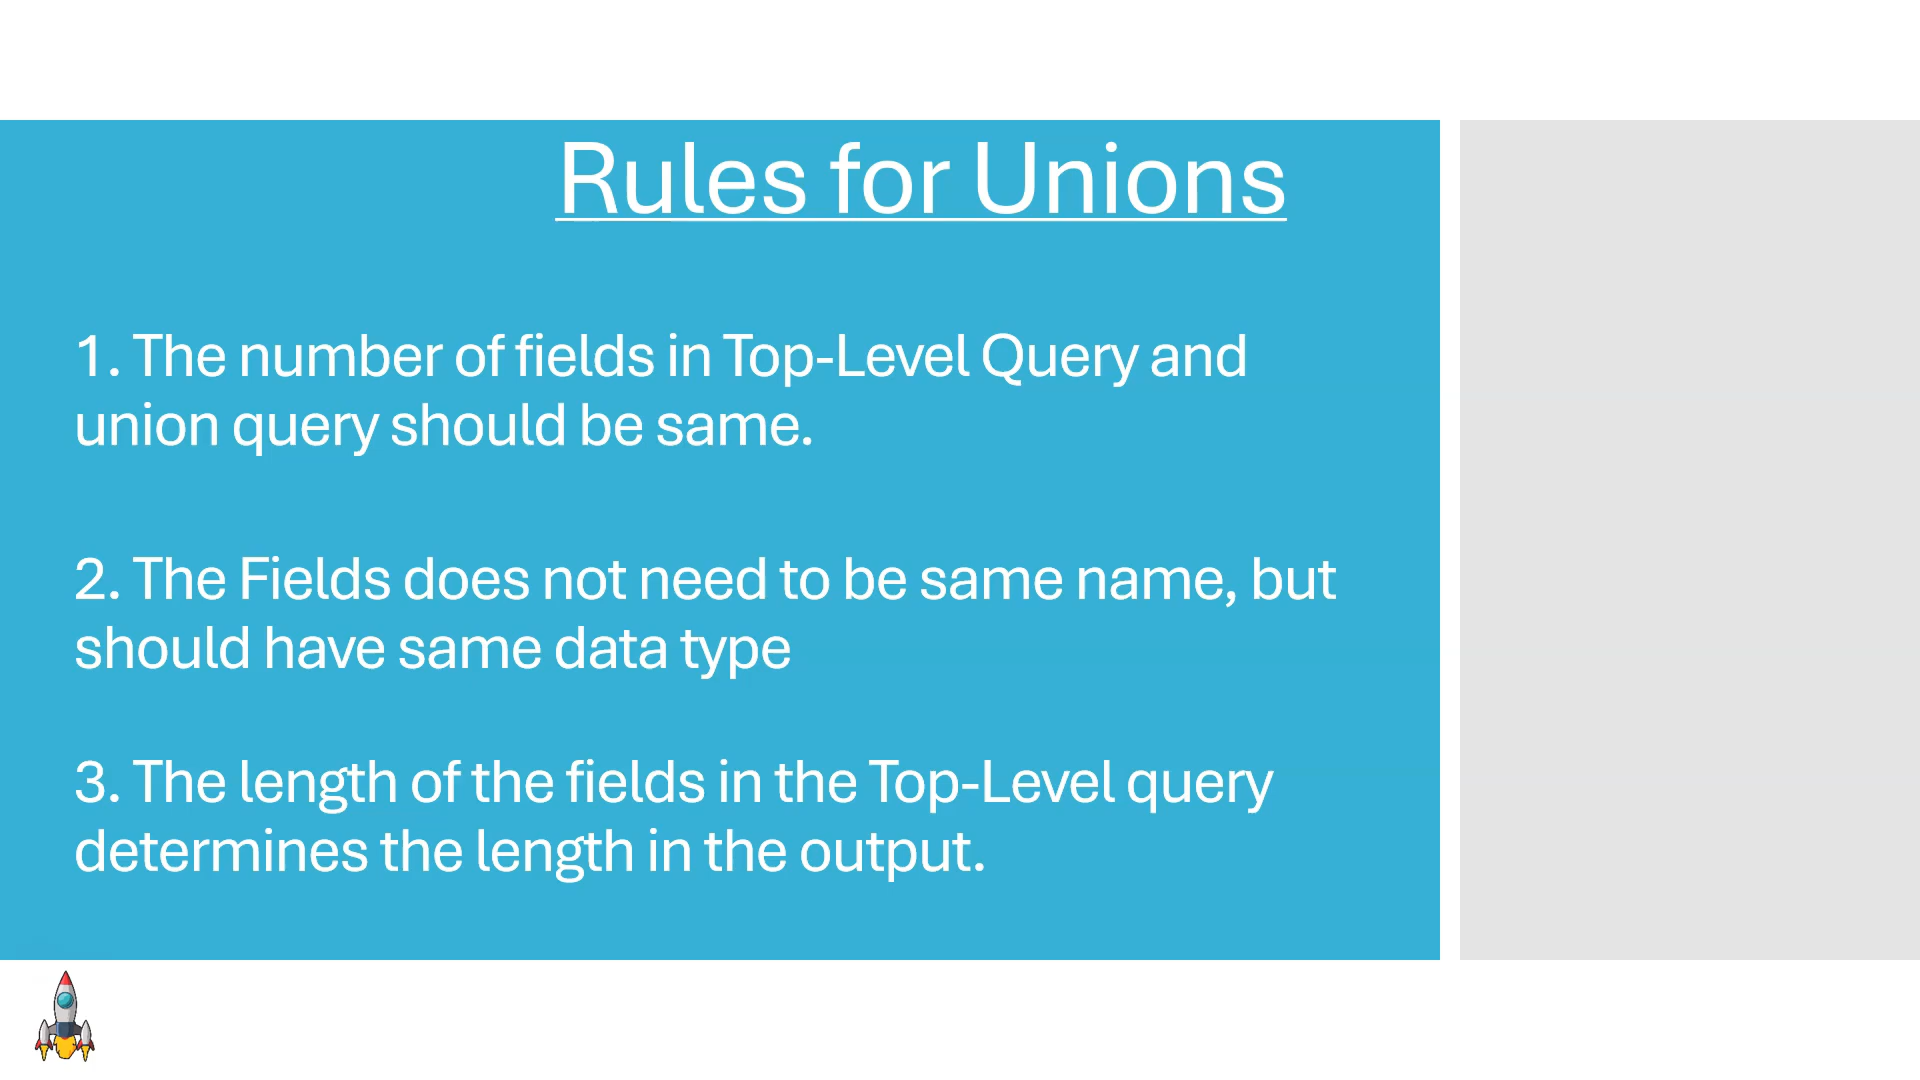 Rules for Unions
1. The number of fields in Top-Level Query and
union query should be same.
2. The Fields does not need to be same name, but
should have same data type
3. The length of the fields in the Top-Level query
determines the length in the output.